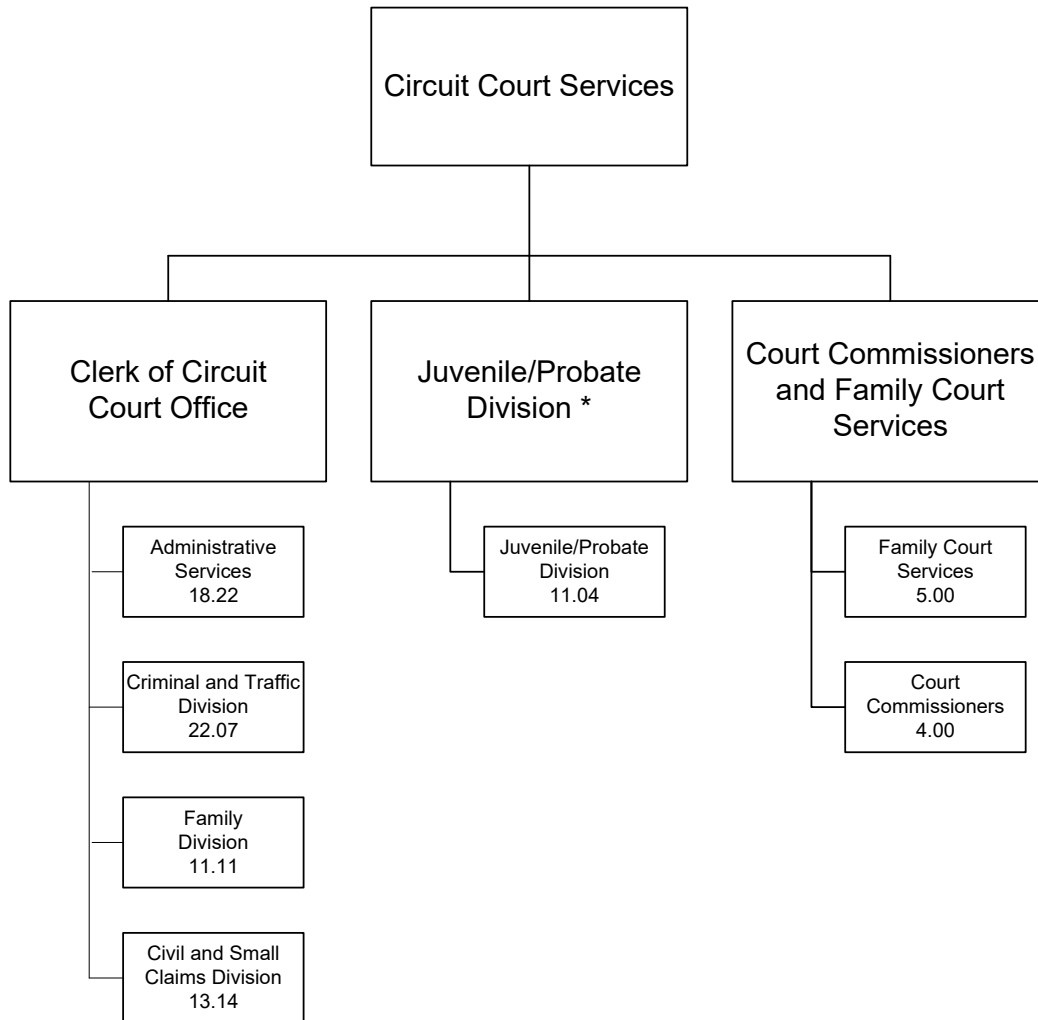 Circuit Court Services
Clerk of Circuit
Court Office
Juvenile/Probate
Division *
Court Commissioners
and Family Court
Services
Administrative
Services
18.22
Criminal and Traffic
Division
22.07
Family
Division
11.11
Civil and Small
Claims Division
13.14
Juvenile/Probate
Division
11.04
Family Court
Services
5.00
Court
Commissioners
4.00